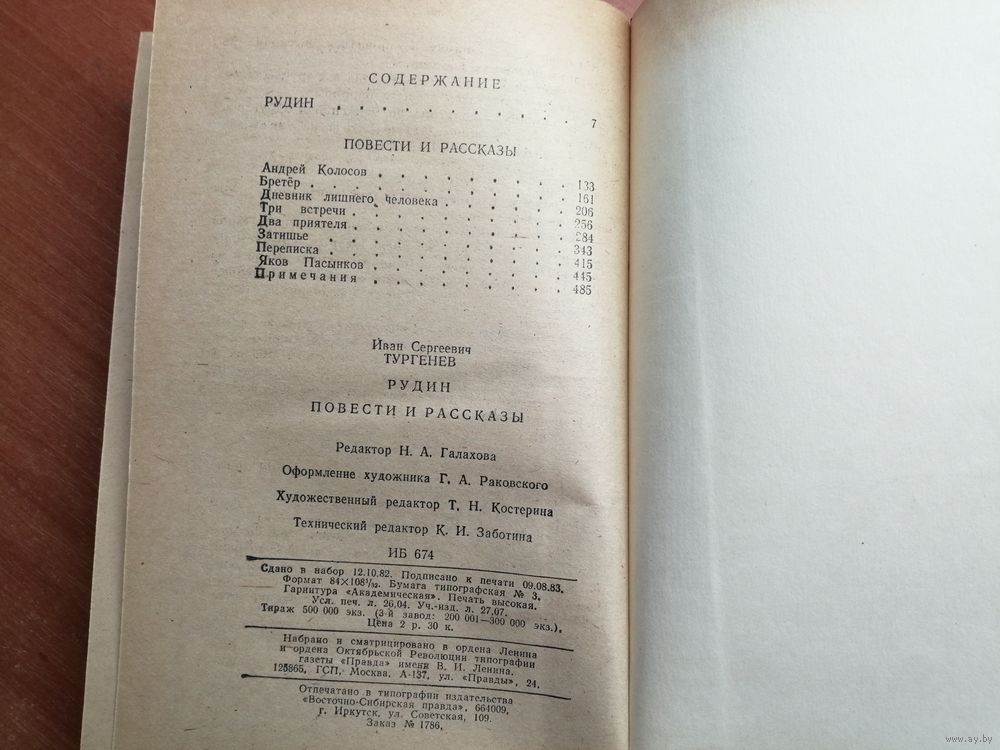 СОДЕРЖАНИЕ
РУДИН . . . . . . . . . . . 7
ПОВЕСТИ И РАССКАЗЫ
Андрей Колосов . . . . . . . . 133
Бретёр . . . . . . . . . . . 161
Дневник лишнего человека . . . . . . 206
Три встречи . . . . . . . . . 256
Два приятеля . . . . . . . . . 284
Затишье . . . . . . . . . . 343
Переписка . . . . . . . . . . 415
Яков Пасынков . . . . . . . . 445
Примечания . . . . . . . . . 485
Иван Сергеевич
ТУРГЕНЕВ
РУДИН
ПОВЕСТИ И РАССКАЗЫ
Редактор Н. А. Галахова
Оформление художника Г. А. Раковского
Художественный редактор Т. Н. Костерина
Технический редактор К. И. Заботина
ИБ 674
Сдано в набор 12.10.82. Подписано к печати 09.08.83.
Формат 84×108¹/₃₂. Бумага типографская № 3.
Гарнитура «Академическая». Печать высокая.
Усл. печ. л. 26,04. Уч.-изд. л. 27,07.
Тираж 500 000 экз. (3-й завод: 200 001—300 000 экз.).
Цена 2 р. 30 к.
Набрано и сматрицировано в ордена Ленина
и ордена Октябрьской Революции типографии
газеты «Правда» имени В. И. Ленина.
125865, ГСП, Москва, А-137, ул. «Правды», 24.
Отпечатано в типографии издательства
«Восточно-Сибирская правда», 664009,
г. Иркутск, ул. Советская, 109.
Заказ № 1786.
www.ay.by